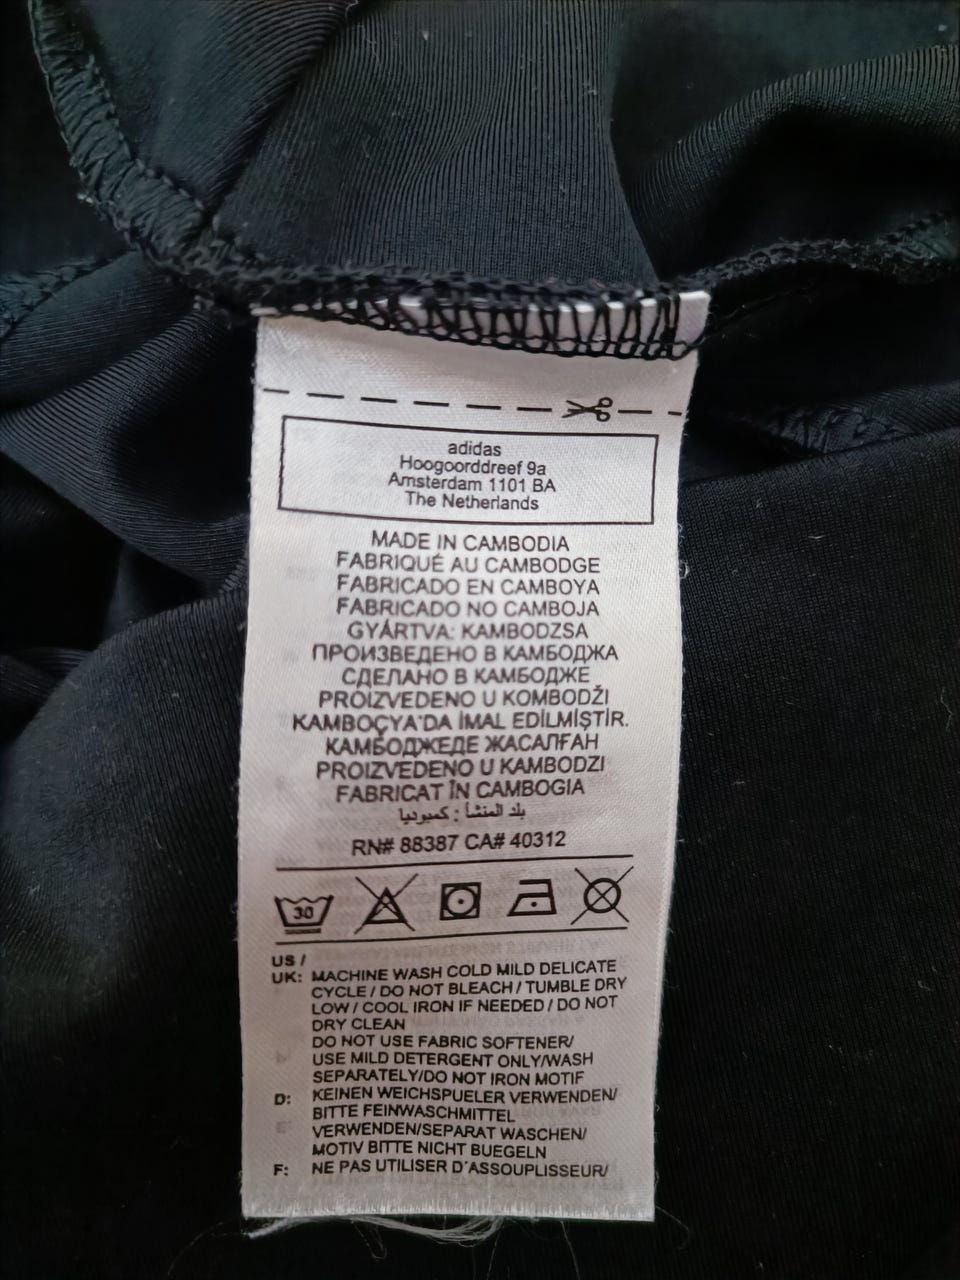 adidas
Hoogoorddreef 9a
Amsterdam 1101 BA
The Netherlands
MADE IN CAMBODIA
FABRIQUÉ AU CAMBODGE
FABRICADO EN CAMBOYA
FABRICADO NO CAMBOJA
GYÁRTVA: KAMBODZSA
ПРОИЗВЕДЕНО В КАМБОДЖА
СДЕЛАНО В КАМБОДЖЕ
PROIZVEDENO U KOMBODŽI
KAMBOÇYA'DA İMAL EDİLMİŞTİR.
КАМБОДЖЕДЕ ЖАСАЛҒАН
PROIZVEDENO U KAMBODZI
FABRICAT ÎN CAMBOGIA
بلد المنشأ : كمبوديا
RN# 88387 CA# 40312
30
US /
UK: MACHINE WASH COLD MILD DELICATE
CYCLE / DO NOT BLEACH / TUMBLE DRY
LOW / COOL IRON IF NEEDED / DO NOT
DRY CLEAN
DO NOT USE FABRIC SOFTENER/
USE MILD DETERGENT ONLY/WASH
SEPARATELY/DO NOT IRON MOTIF
D: KEINEN WEICHSPUELER VERWENDEN/
BITTE FEINWASCHMITTEL
VERWENDEN/SEPARAT WASCHEN/
MOTIV BITTE NICHT BUEGELN
F: NE PAS UTILISER D'ASSOUPLISSEUR/